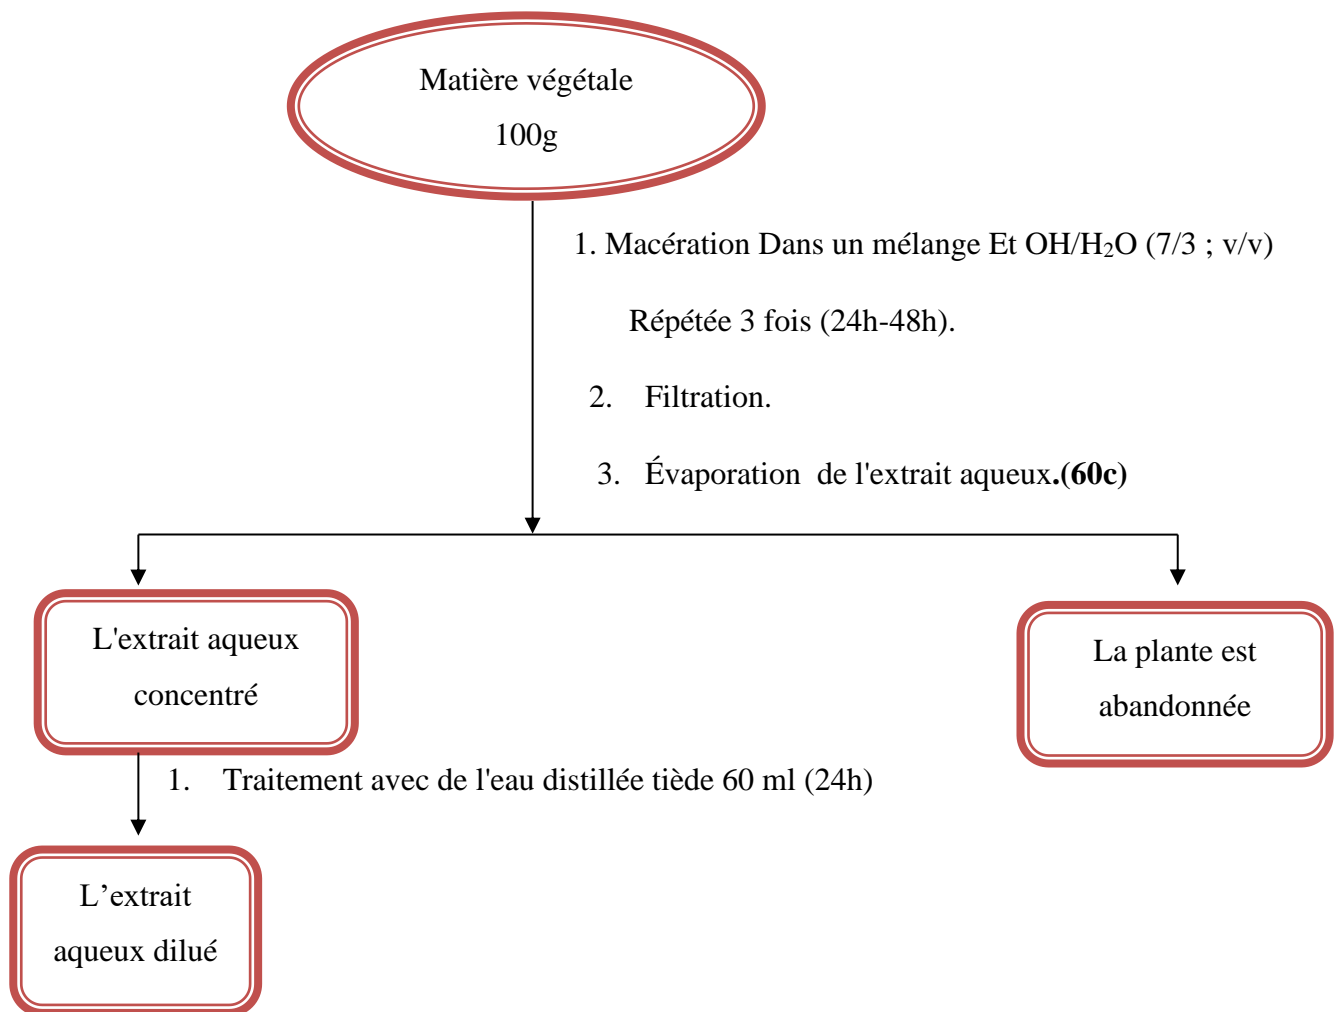 Matière végétale
100g
1. Macération Dans un mélange Et OH/H₂O (7/3 ; v/v)
Répétée 3 fois (24h-48h).
2. Filtration.
3. Évaporation de l'extrait aqueux.(60c)
L'extrait aqueux
concentré
La plante est
abandonnée
1. Traitement avec de l'eau distillée tiède 60 ml (24h)
L’extrait
aqueux dilué